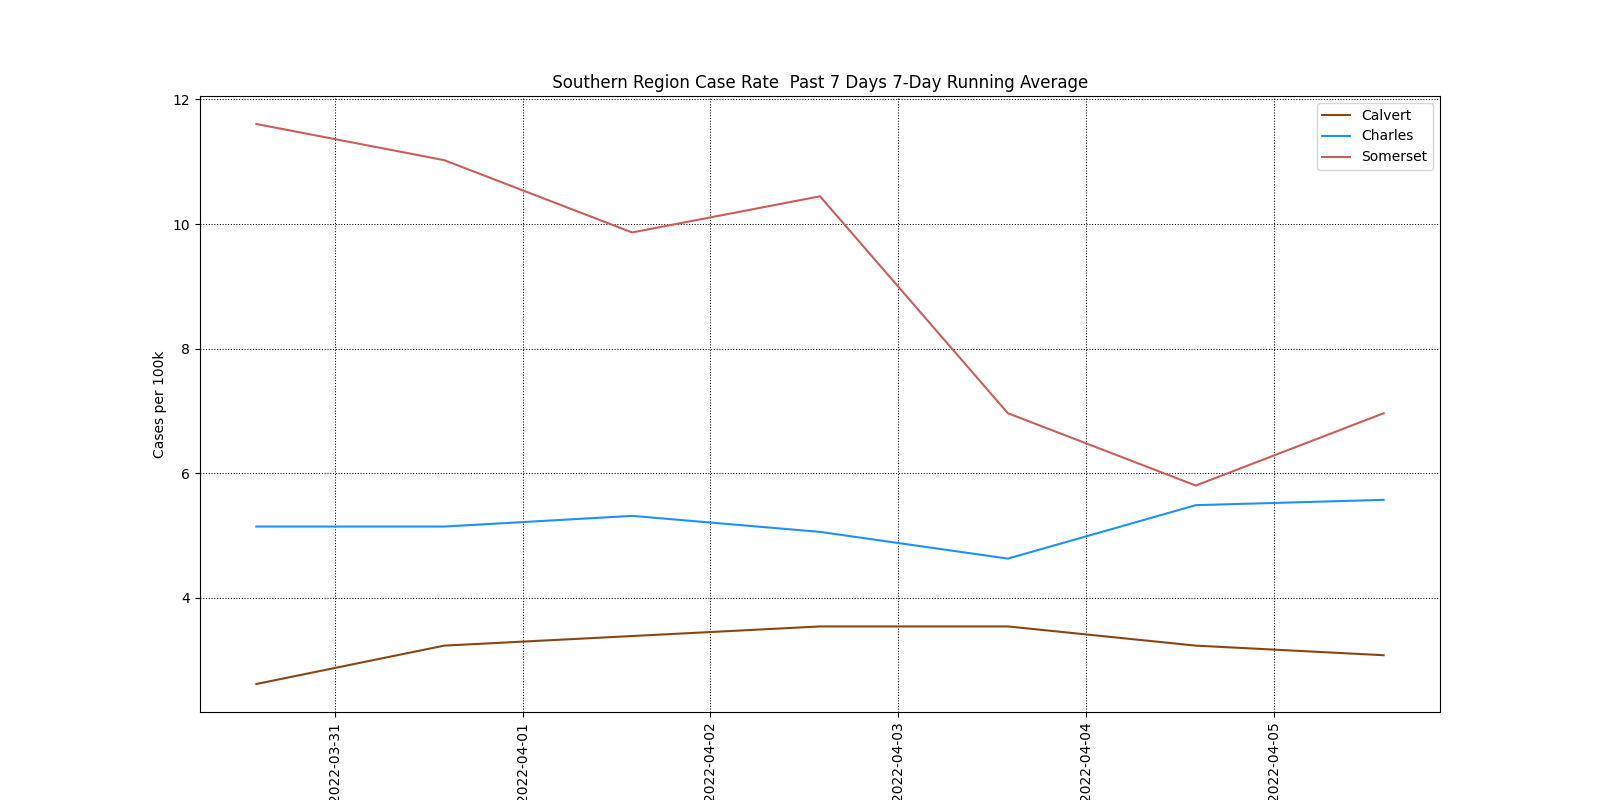 Southern Region Case Rate  Past 7 Days 7-Day Running Average
12
10
8
6
4
Cases per 100k
Calvert
Charles
Somerset
2022-03-31
2022-04-01
2022-04-02
2022-04-03
2022-04-04
2022-04-05